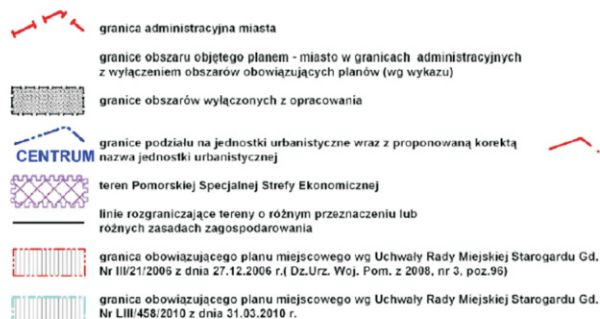 granica administracyjna miasta
granice obszaru objętego planem - miasto w granicach administracyjnych
z wyłączeniem obszarów obowiązujących planów (wg wykazu)
granice obszarów wyłączonych z opracowania
granice podziału na jednostki urbanistyczne wraz z proponowaną korektą
CENTRUM nazwa jednostki urbanistycznej
teren Pomorskiej Specjalnej Strefy Ekonomicznej
linie rozgraniczające tereny o różnym przeznaczeniu lub
różnych zasadach zagospodarowania
granica obowiązującego planu miejscowego wg Uchwały Rady Miejskiej Starogardu Gd.
Nr III/21/2006 z dnia 27.12.2006 r.( Dz.Urz. Woj. Pom. z 2008, nr 3, poz.96)
granica obowiązującego planu miejscowego wg Uchwały Rady Miejskiej Starogardu Gd.
Nr LIII/458/2010 z dnia 31.03.2010 r.